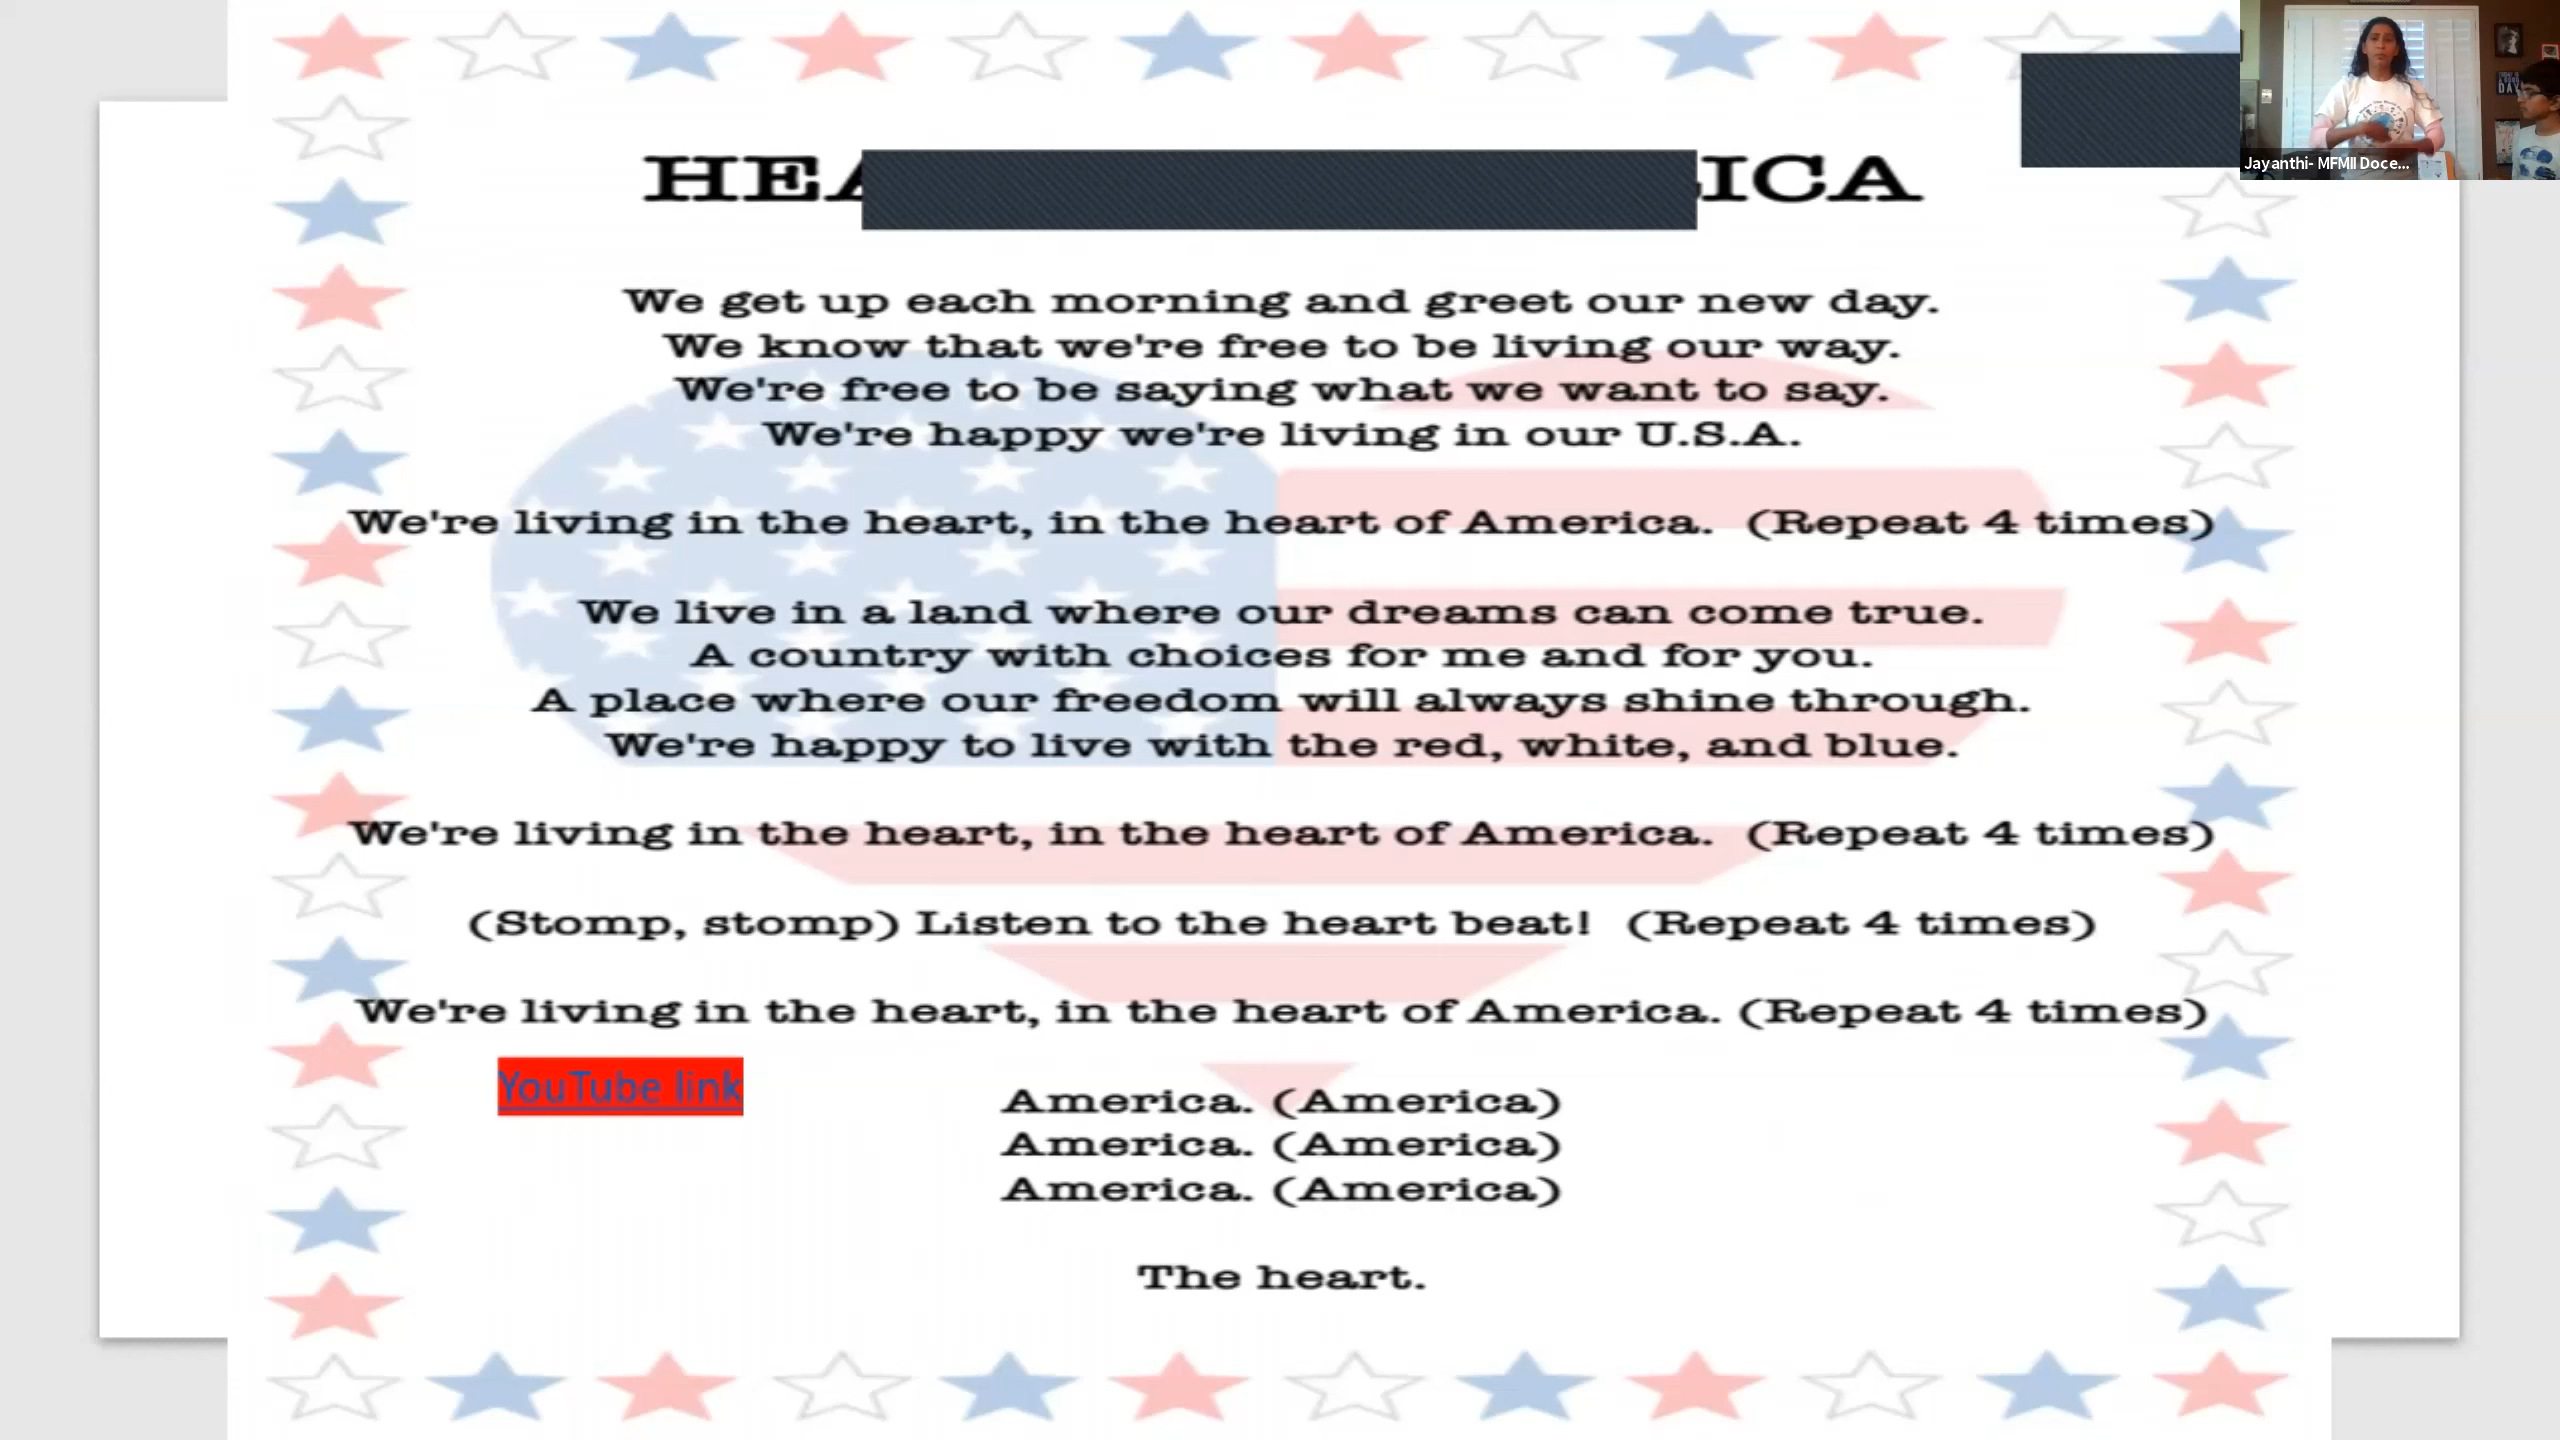 We get up each morning and greet our new day.
We know that we're free to be living our way.
We're free to be saying what we want to say.
We're happy we're living in our U.S.A.
We're living in the heart, in the heart of America. (Repeat 4 times)
We live in a land where our dreams can come true.
A country with choices for me and for you.
A place where our freedom will always shine through.
We're happy to live with the red, white, and blue.
We're living in the heart, in the heart of America. (Repeat 4 times)
(Stomp, stomp) Listen to the heart beat! (Repeat 4 times)
We're living in the heart, in the heart of America. (Repeat 4 times)
YouTube link
America. (America)
America. (America)
America. (America)
The heart.
Jayanthi- MFMII Doce...